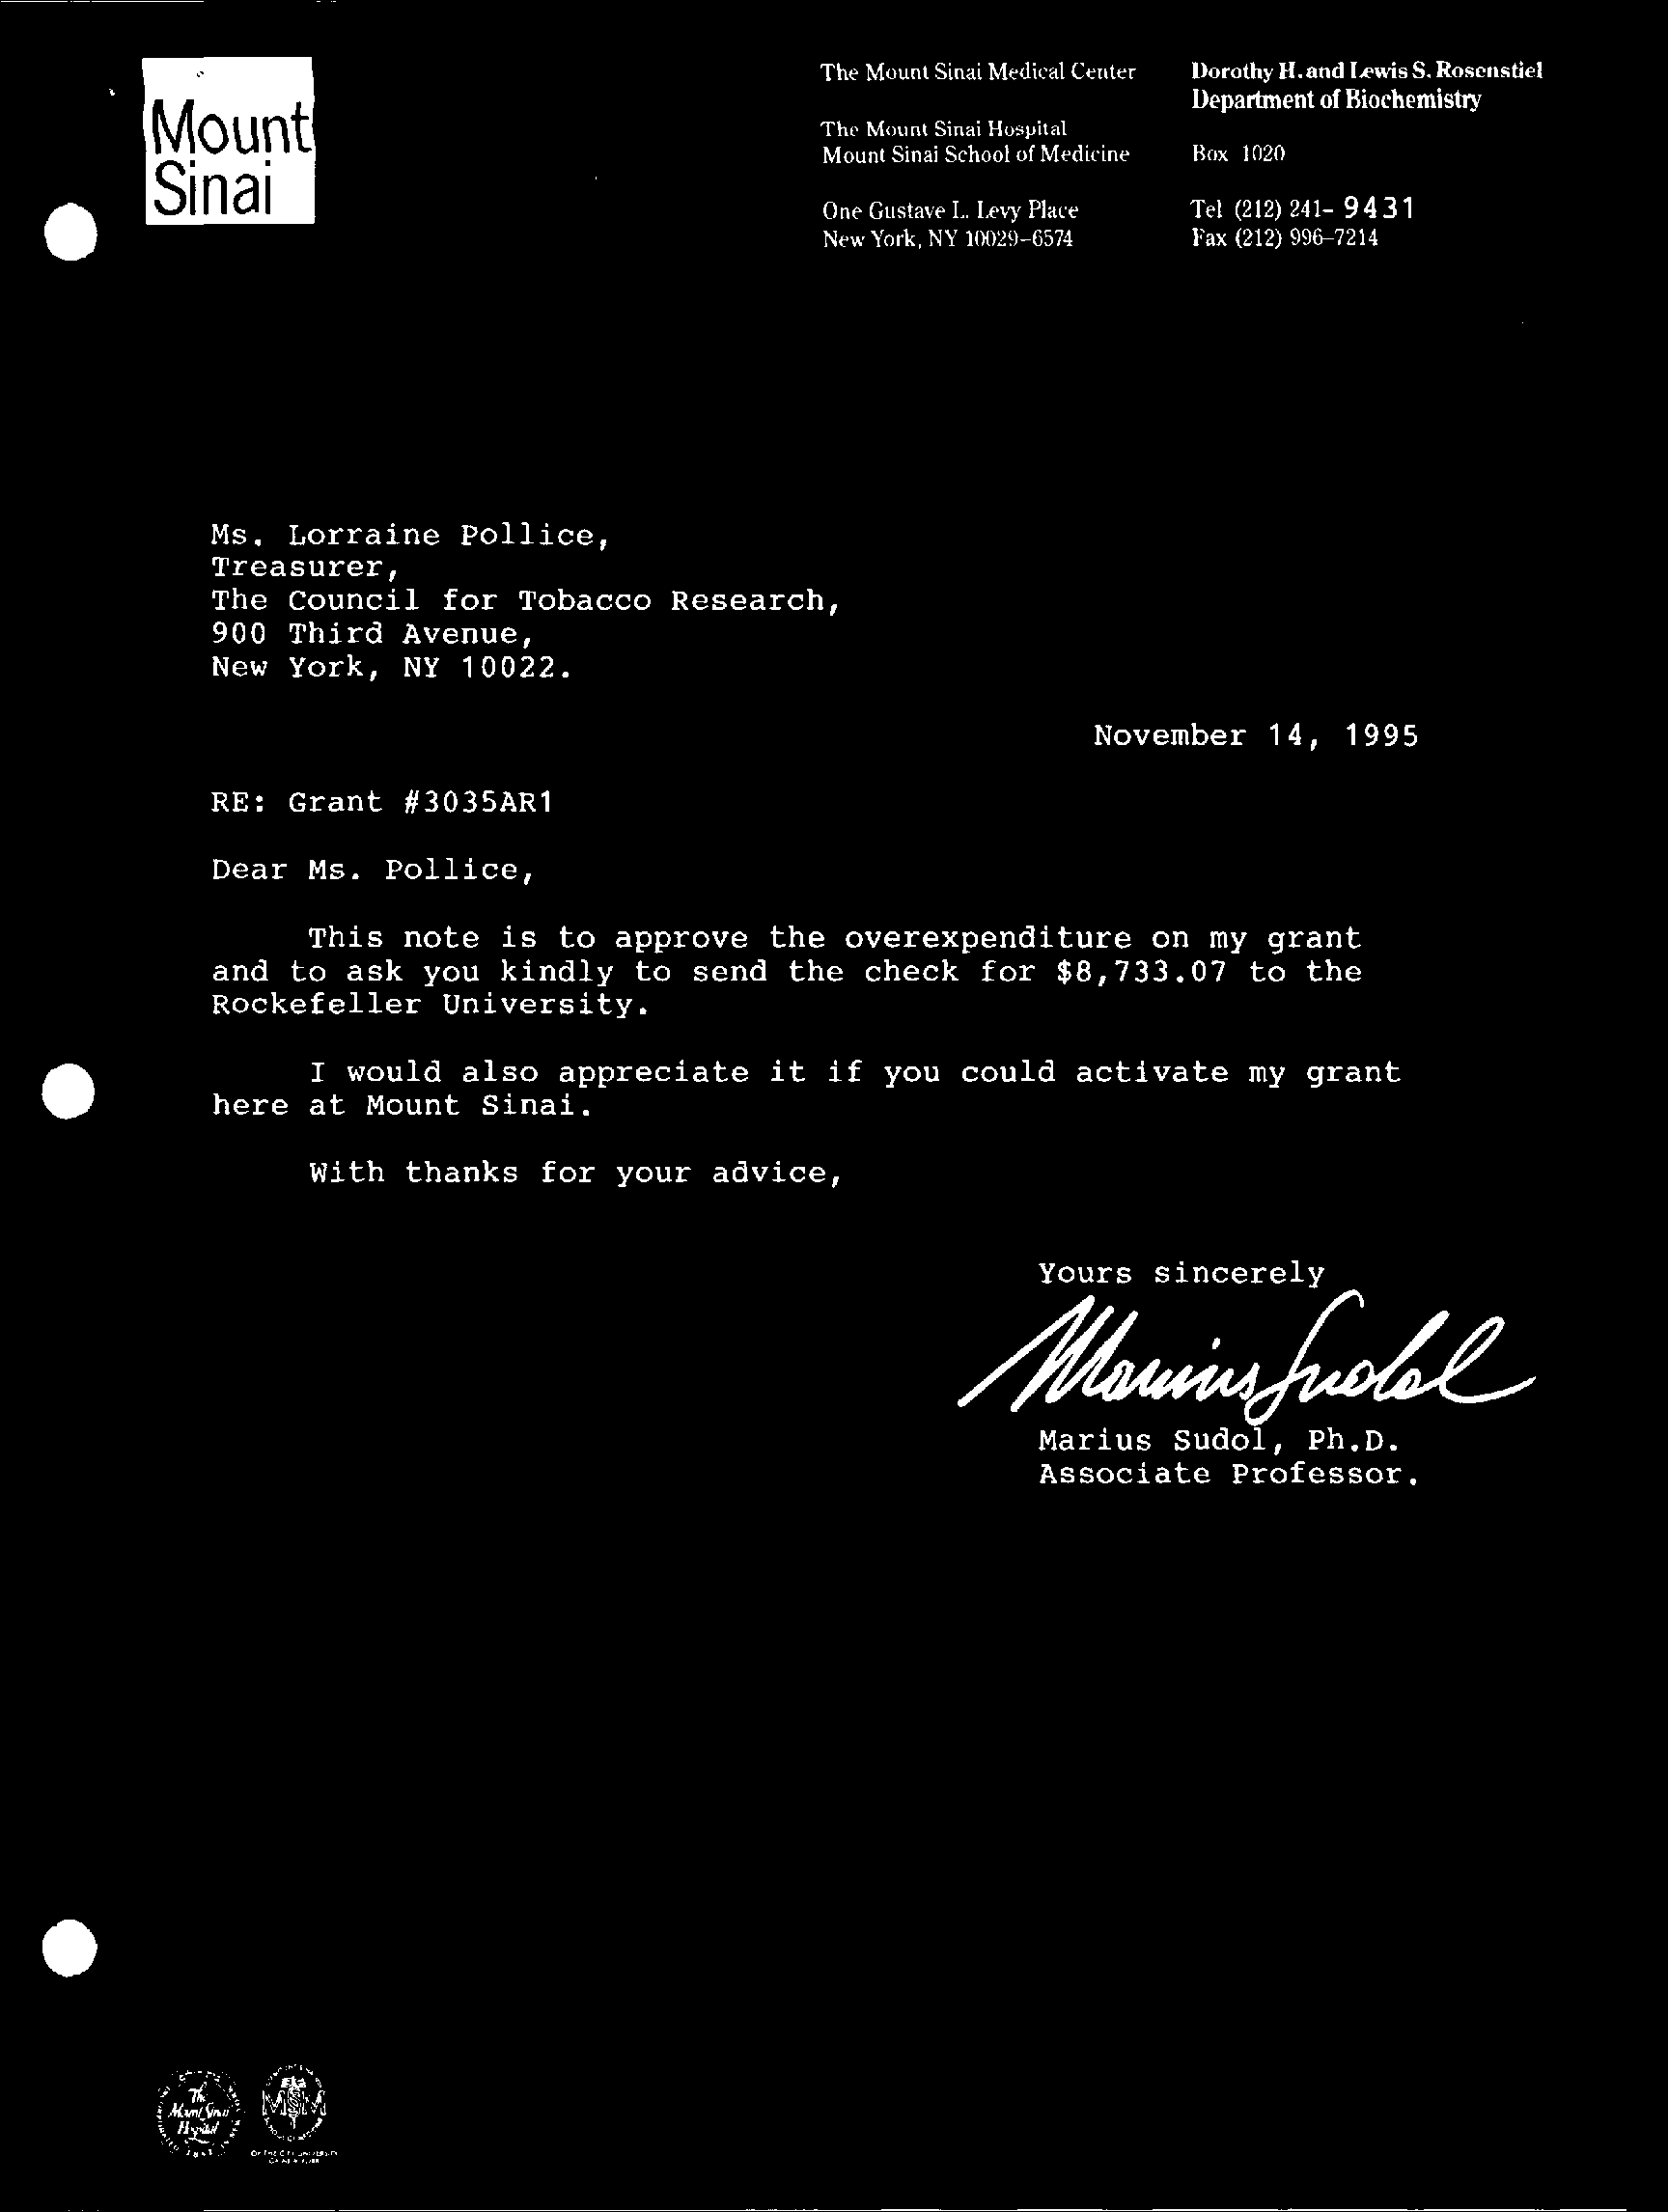 Mount
Sinai
The Mount Sinai Medical Center
The Mount Sinai Hospital
Mount Sinai School of Medicine
One Gustave L. Levy Place
New York, NY 10029-6574
Dorothy H. and Lewis S. Rosenstiel
Department of Biochemistry
Box 1020
Tel (212) 241- 9431
Fax (212) 996-7214
Ms. Lorraine Pollice,
Treasurer,
The Council for Tobacco Research,
900 Third Avenue,
New York, NY 10022.
November 14, 1995
RE: Grant #3035AR1
Dear Ms. Pollice,
This note is to approve the overexpenditure on my grant
and to ask you kindly to send the check for $8,733.07 to the
Rockefeller University.
I would also appreciate it if you could activate my grant
here at Mount Sinai.
With thanks for your advice,
Yours sincerely
Marius Sudol
Marius Sudol, Ph.D.
Associate Professor.
The
Mount Sinai
Hospital